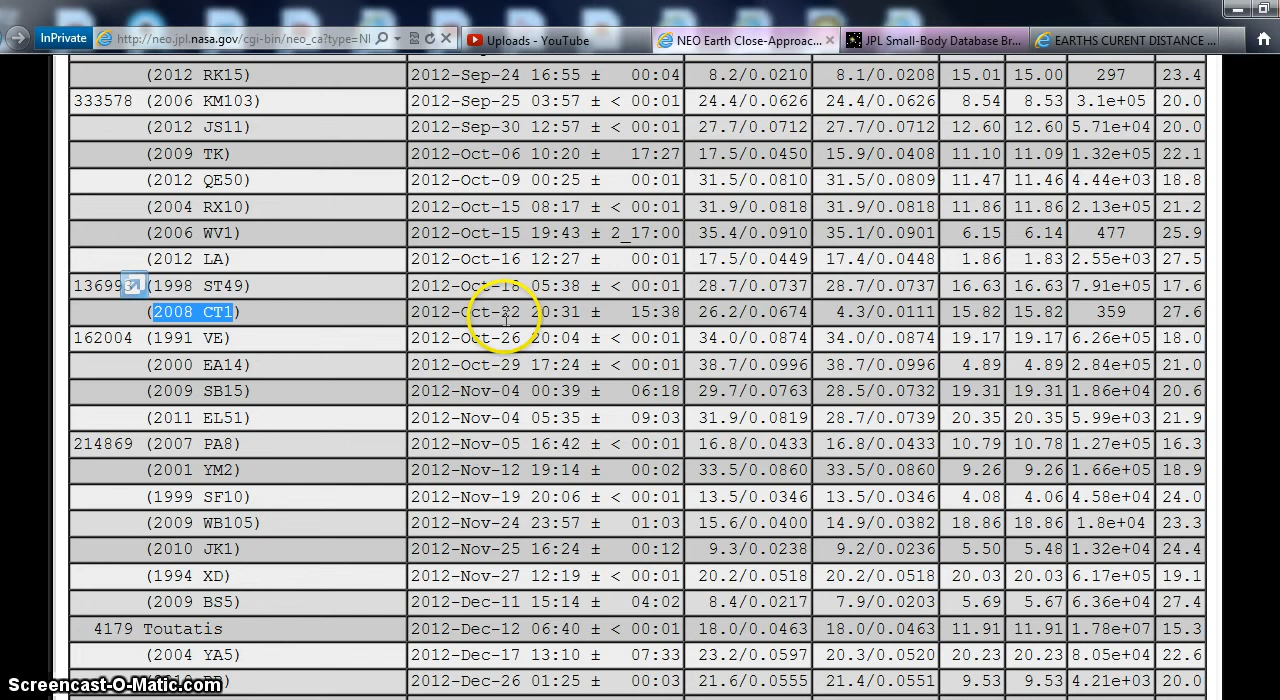 InPrivate http://neo.jpl.nasa.gov/cgi-bin/neo_ca?type=NE Uploads - YouTube NEO Earth Close-Approac... JPL Small-Body Database Br... EARTHS CURENT DISTANCE ...
(2012 RK15) 2012-Sep-24 16:55 ± 00:04 8.2/0.0210 8.1/0.0208 15.01 15.00 297 23.4
333578 (2006 KM103) 2012-Sep-25 03:57 ± < 00:01 24.4/0.0626 24.4/0.0626 8.54 8.53 3.1e+05 20.0
(2012 JS11) 2012-Sep-30 12:57 ± < 00:01 27.7/0.0712 27.7/0.0712 12.60 12.60 5.71e+04 20.0
(2009 TK) 2012-Oct-06 10:20 ± 17:27 17.5/0.0450 15.9/0.0408 11.10 11.09 1.32e+05 22.1
(2012 QE50) 2012-Oct-09 00:25 ± 00:01 31.5/0.0810 31.5/0.0809 11.47 11.46 4.44e+03 18.8
(2004 RX10) 2012-Oct-15 08:17 ± < 00:01 31.9/0.0818 31.9/0.0818 11.86 11.86 2.13e+05 21.2
(2006 WV1) 2012-Oct-15 19:43 ± 2_17:00 35.4/0.0910 35.1/0.0901 6.15 6.14 477 25.9
(2012 LA) 2012-Oct-16 12:27 ± 00:01 17.5/0.0449 17.4/0.0448 1.86 1.83 2.55e+03 27.5
(1998 ST49) 2012-Oct-18 05:38 ± < 00:01 28.7/0.0737 28.7/0.0737 16.63 16.63 7.91e+05 17.6
(2008 CT1) 2012-Oct-22 20:31 ± 15:38 26.2/0.0674 4.3/0.0111 15.82 15.82 359 27.6
162004 (1991 VE) 2012-Oct-26 20:04 ± < 00:01 34.0/0.0874 34.0/0.0874 19.17 19.17 6.26e+05 18.0
(2000 EA14) 2012-Oct-29 17:24 ± < 00:01 38.7/0.0996 38.7/0.0996 4.89 4.89 2.84e+05 21.0
(2009 SB15) 2012-Nov-04 00:39 ± 06:18 29.7/0.0763 28.5/0.0732 19.31 19.31 1.86e+04 20.6
(2011 EL51) 2012-Nov-04 05:35 ± 09:03 31.9/0.0819 28.7/0.0739 20.35 20.35 5.99e+03 21.9
214869 (2007 PA8) 2012-Nov-05 16:42 ± < 00:01 16.8/0.0433 16.8/0.0433 10.79 10.78 1.27e+05 16.3
(2001 YM2) 2012-Nov-12 19:14 ± 00:02 33.5/0.0860 33.5/0.0860 9.26 9.26 1.66e+05 18.9
(1999 SF10) 2012-Nov-19 20:06 ± < 00:01 13.5/0.0346 13.5/0.0346 4.08 4.06 4.58e+04 24.0
(2009 WB105) 2012-Nov-24 23:57 ± 01:03 15.6/0.0400 14.9/0.0382 18.86 18.86 1.8e+04 23.3
(2010 JK1) 2012-Nov-25 16:24 ± 00:12 9.3/0.0238 9.2/0.0236 5.50 5.48 1.32e+04 24.4
(1994 XD) 2012-Nov-27 12:19 ± < 00:01 20.2/0.0518 20.2/0.0518 20.03 20.03 6.17e+05 19.1
(2009 BS5) 2012-Dec-11 15:14 ± 04:02 8.4/0.0217 7.9/0.0203 5.69 5.67 6.36e+04 27.4
4179 Toutatis 2012-Dec-12 06:40 ± < 00:01 18.0/0.0463 18.0/0.0463 11.91 11.91 1.78e+07 15.3
(2004 YA5) 2012-Dec-17 13:10 ± 07:33 23.2/0.0597 20.3/0.0520 20.23 20.23 8.05e+04 22.6
2012-Dec-26 01:25 ± 00:03 21.6/0.0555 21.4/0.0551 9.53 9.53 4.21e+03 20.0
Screencast-O-Matic.com